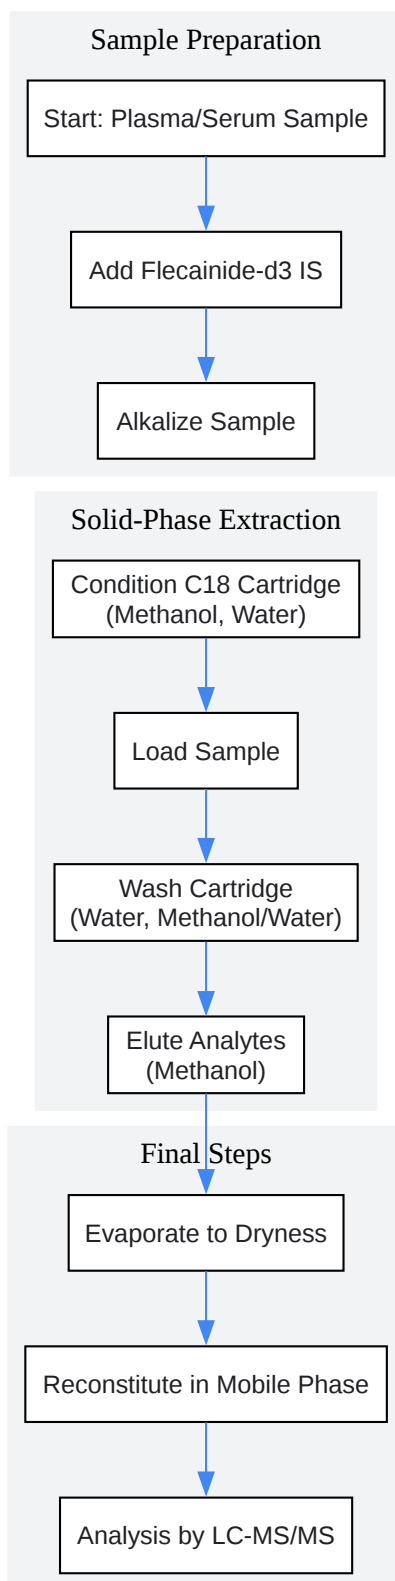 Sample Preparation
Start: Plasma/Serum Sample
Add Flecainide-d3 IS
Alkalize Sample
Solid-Phase Extraction
Condition C18 Cartridge
(Methanol, Water)
Load Sample
Wash Cartridge
(Water, Methanol/Water)
Elute Analytes
(Methanol)
Final Steps
Evaporate to Dryness
Reconstitute in Mobile Phase
Analysis by LC-MS/MS